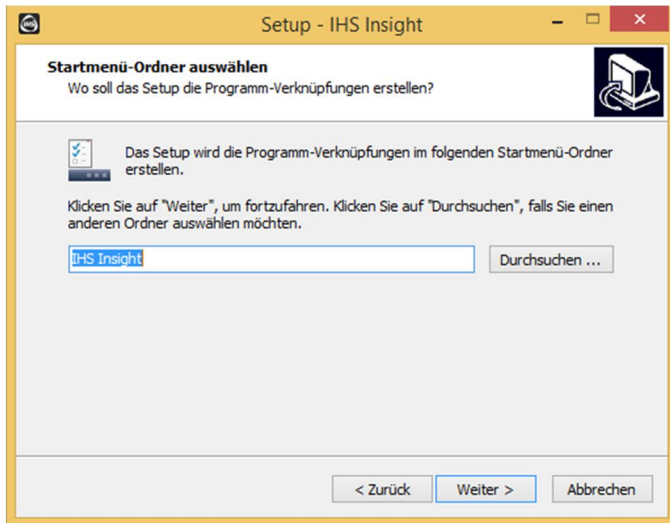 Setup - IHS Insight
Startmenü-Ordner auswählen
Wo soll das Setup die Programm-Verknüpfungen erstellen?
Das Setup wird die Programm-Verknüpfungen im folgenden Startmenü-Ordner
erstellen.
Klicken Sie auf "Weiter", um fortzufahren. Klicken Sie auf "Durchsuchen", falls Sie einen
anderen Ordner auswählen möchten.
IHS Insight
Durchsuchen ...
< Zurück
Weiter >
Abbrechen